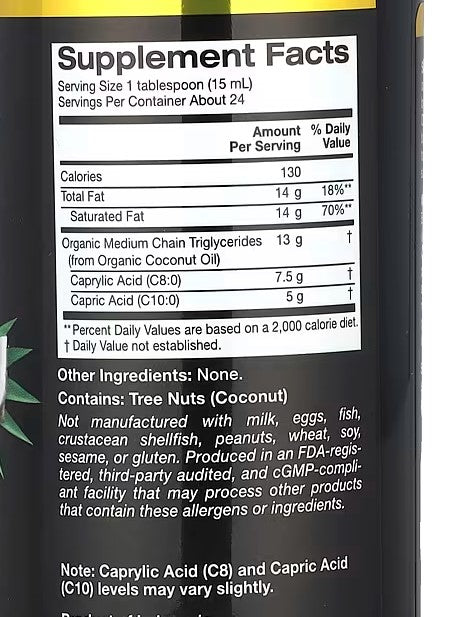 Supplement Facts
Serving Size 1 tablespoon (15 mL)
Servings Per Container About 24
Amount Per Serving % Daily Value
Calories 130
Total Fat 14 g 18%**
Saturated Fat 14 g 70%**
Organic Medium Chain Triglycerides 13 g †
(from Organic Coconut Oil)
Caprylic Acid (C8:0) 7.5 g †
Capric Acid (C10:0) 5 g †
**Percent Daily Values are based on a 2,000 calorie diet.
† Daily Value not established.
Other Ingredients: None.
Contains: Tree Nuts (Coconut)
Not manufactured with milk, eggs, fish,
crustacean shellfish, peanuts, wheat, soy,
sesame, or gluten. Produced in an FDA-regis-
tered, third-party audited, and cGMP-compli-
ant facility that may process other products
that contain these allergens or ingredients.
Note: Caprylic Acid (C8) and Capric Acid
(C10) levels may vary slightly.